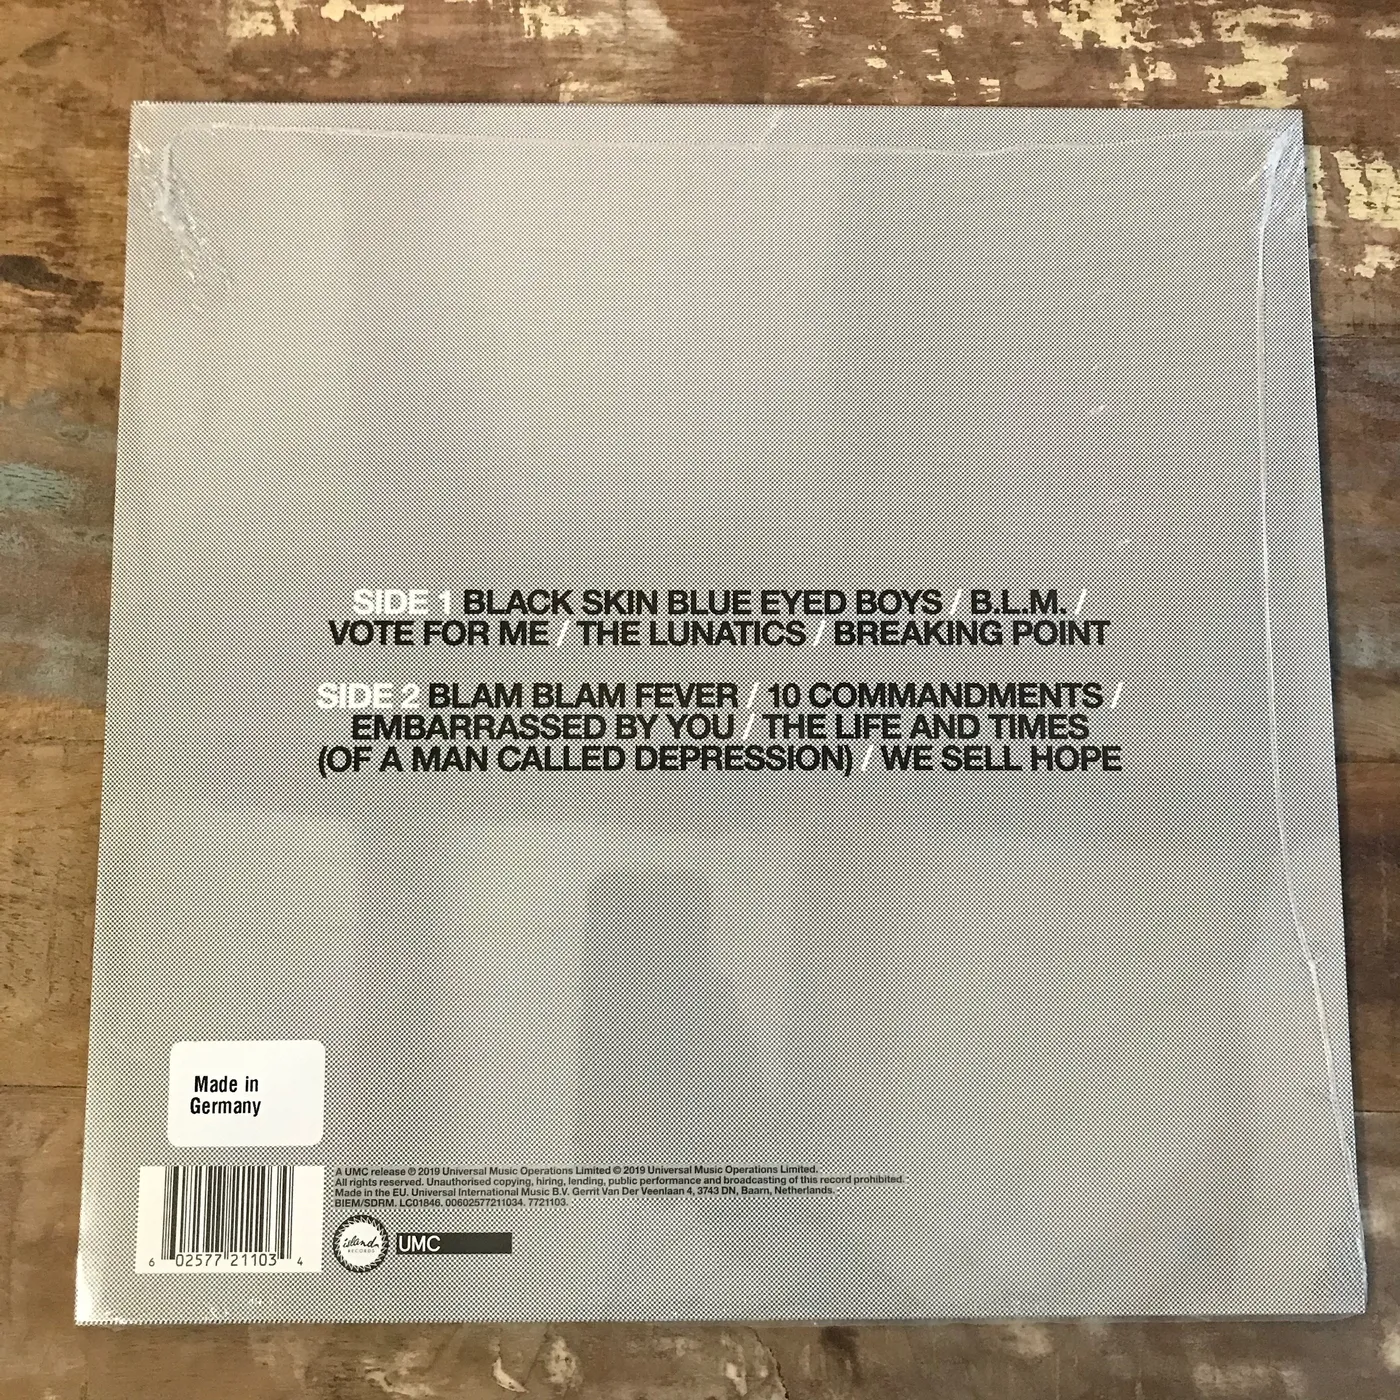 SIDE 1 BLACK SKIN BLUE EYED BOYS / B.L.M. /
VOTE FOR ME / THE LUNATICS / BREAKING POINT
SIDE 2 BLAM BLAM FEVER / 10 COMMANDMENTS /
EMBARRASSED BY YOU / THE LIFE AND TIMES
(OF A MAN CALLED DEPRESSION) / WE SELL HOPE
Made in
Germany
A UMC release ℗ 2019 Universal Music Operations Limited © 2019 Universal Music Operations Limited.
All rights reserved. Unauthorised copying, hiring, lending, public performance and broadcasting of this record prohibited.
Made in the EU. Universal International Music B.V. Gerrit Van Der Veenlaan 4, 3743 DN, Baarn, Netherlands.
BIEM/SDRM. LC01846. 00602577211034. 7721103.
island
RECORDS
UMC
6 02577 21103 4